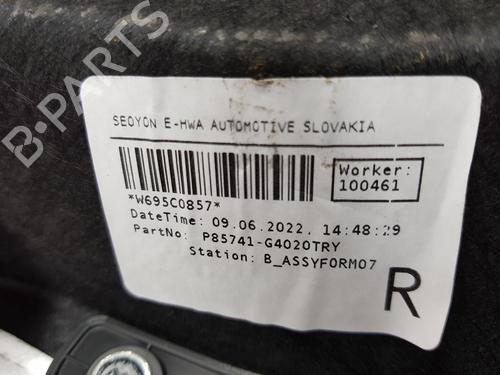 B-PARTS
SEOYON E-HWA AUTOMOTIVE SLOVAKIA
Worker:
100461
*W695C0857*
DateTime: 09.06.2022. 14:48:29
PartNo: P85741-G4020TRY
Station: B_ASSYFORM07
R